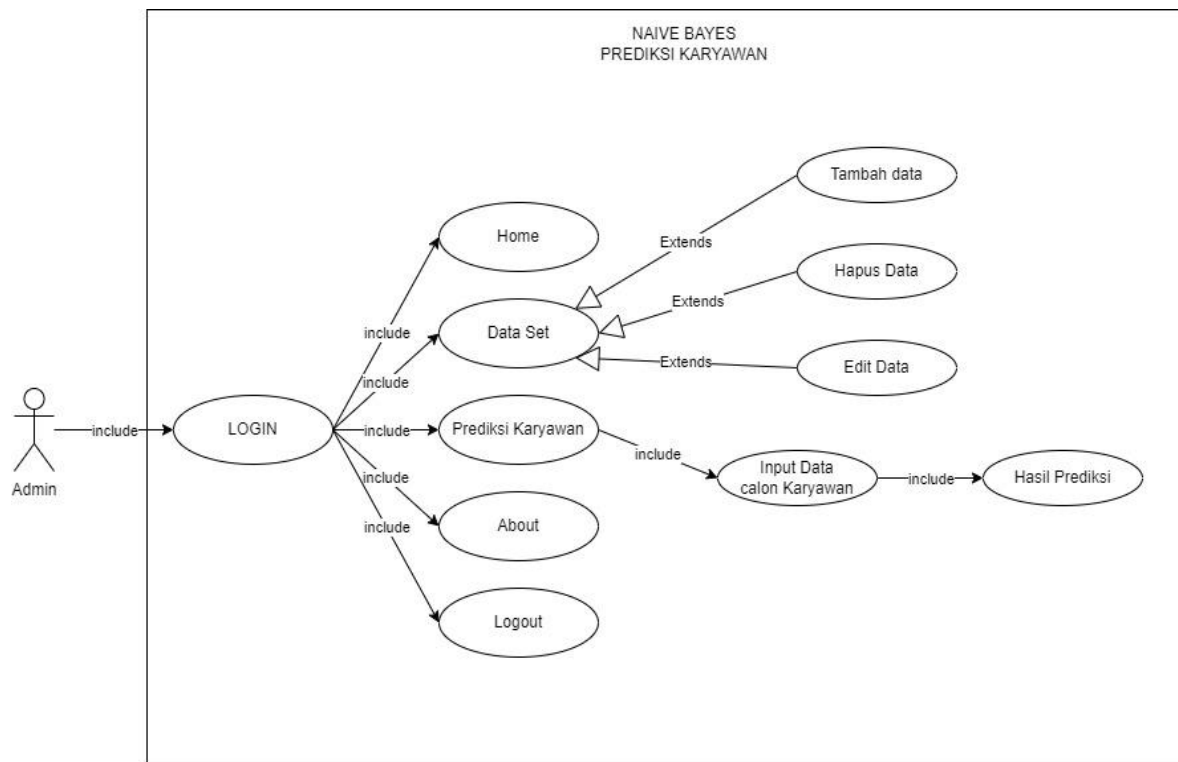 NAIVE BAYES
PREDIKSI KARYAWAN
Tambah data
Home
Extends
Hapus Data
Extends
include
Data Set
Extends
Edit Data
include
Admin
include
LOGIN
include
Prediksi Karyawan
include
Input Data
calon Karyawan
include
Hasil Prediksi
include
About
include
Logout